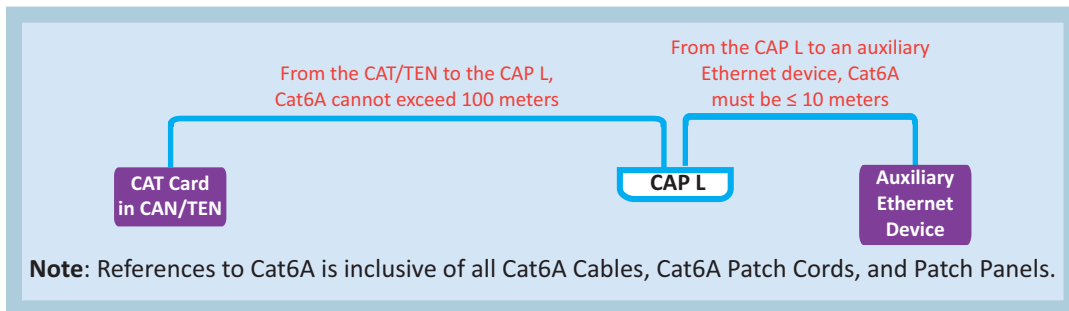 From the CAT/TEN to the CAP L,
Cat6A cannot exceed 100 meters
From the CAP L to an auxiliary
Ethernet device, Cat6A
must be ≤ 10 meters
CAT Card
in CAN/TEN
CAP L
Auxiliary
Ethernet
Device
Note: References to Cat6A is inclusive of all Cat6A Cables, Cat6A Patch Cords, and Patch Panels.